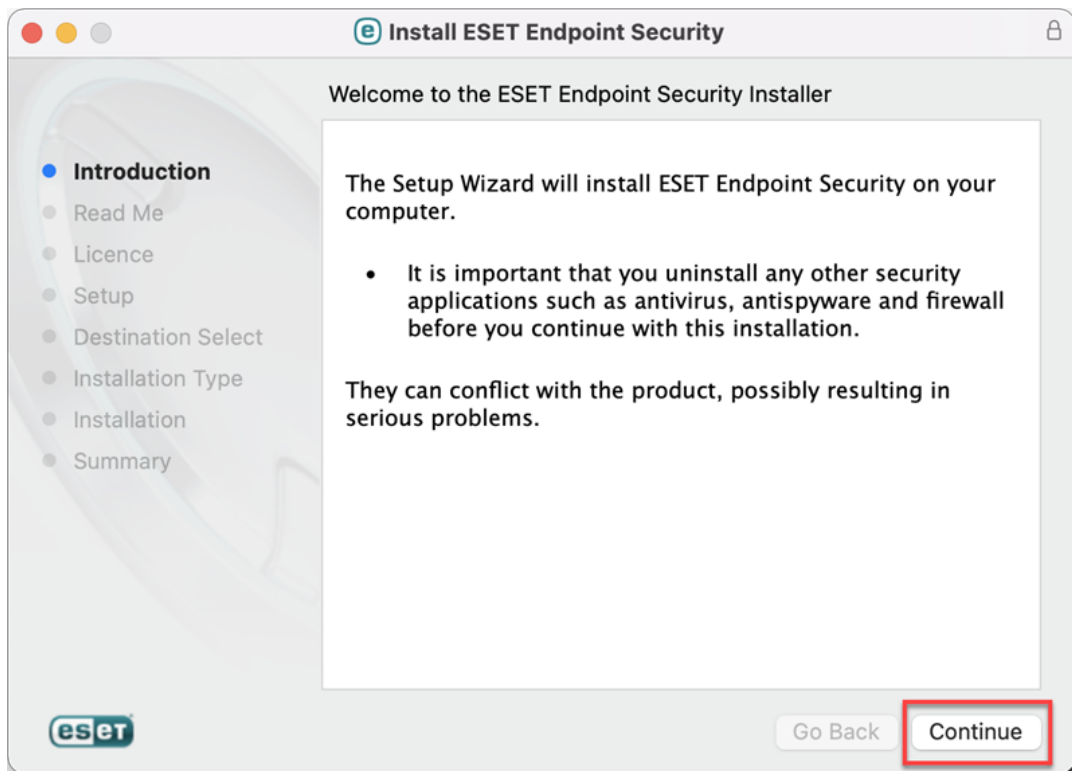 Install ESET Endpoint Security
Welcome to the ESET Endpoint Security Installer
Introduction
Read Me
Licence
Setup
Destination Select
Installation Type
Installation
Summary
The Setup Wizard will install ESET Endpoint Security on your
computer.
• It is important that you uninstall any other security
applications such as antivirus, antispyware and firewall
before you continue with this installation.
They can conflict with the product, possibly resulting in
serious problems.
eseT
Go Back
Continue